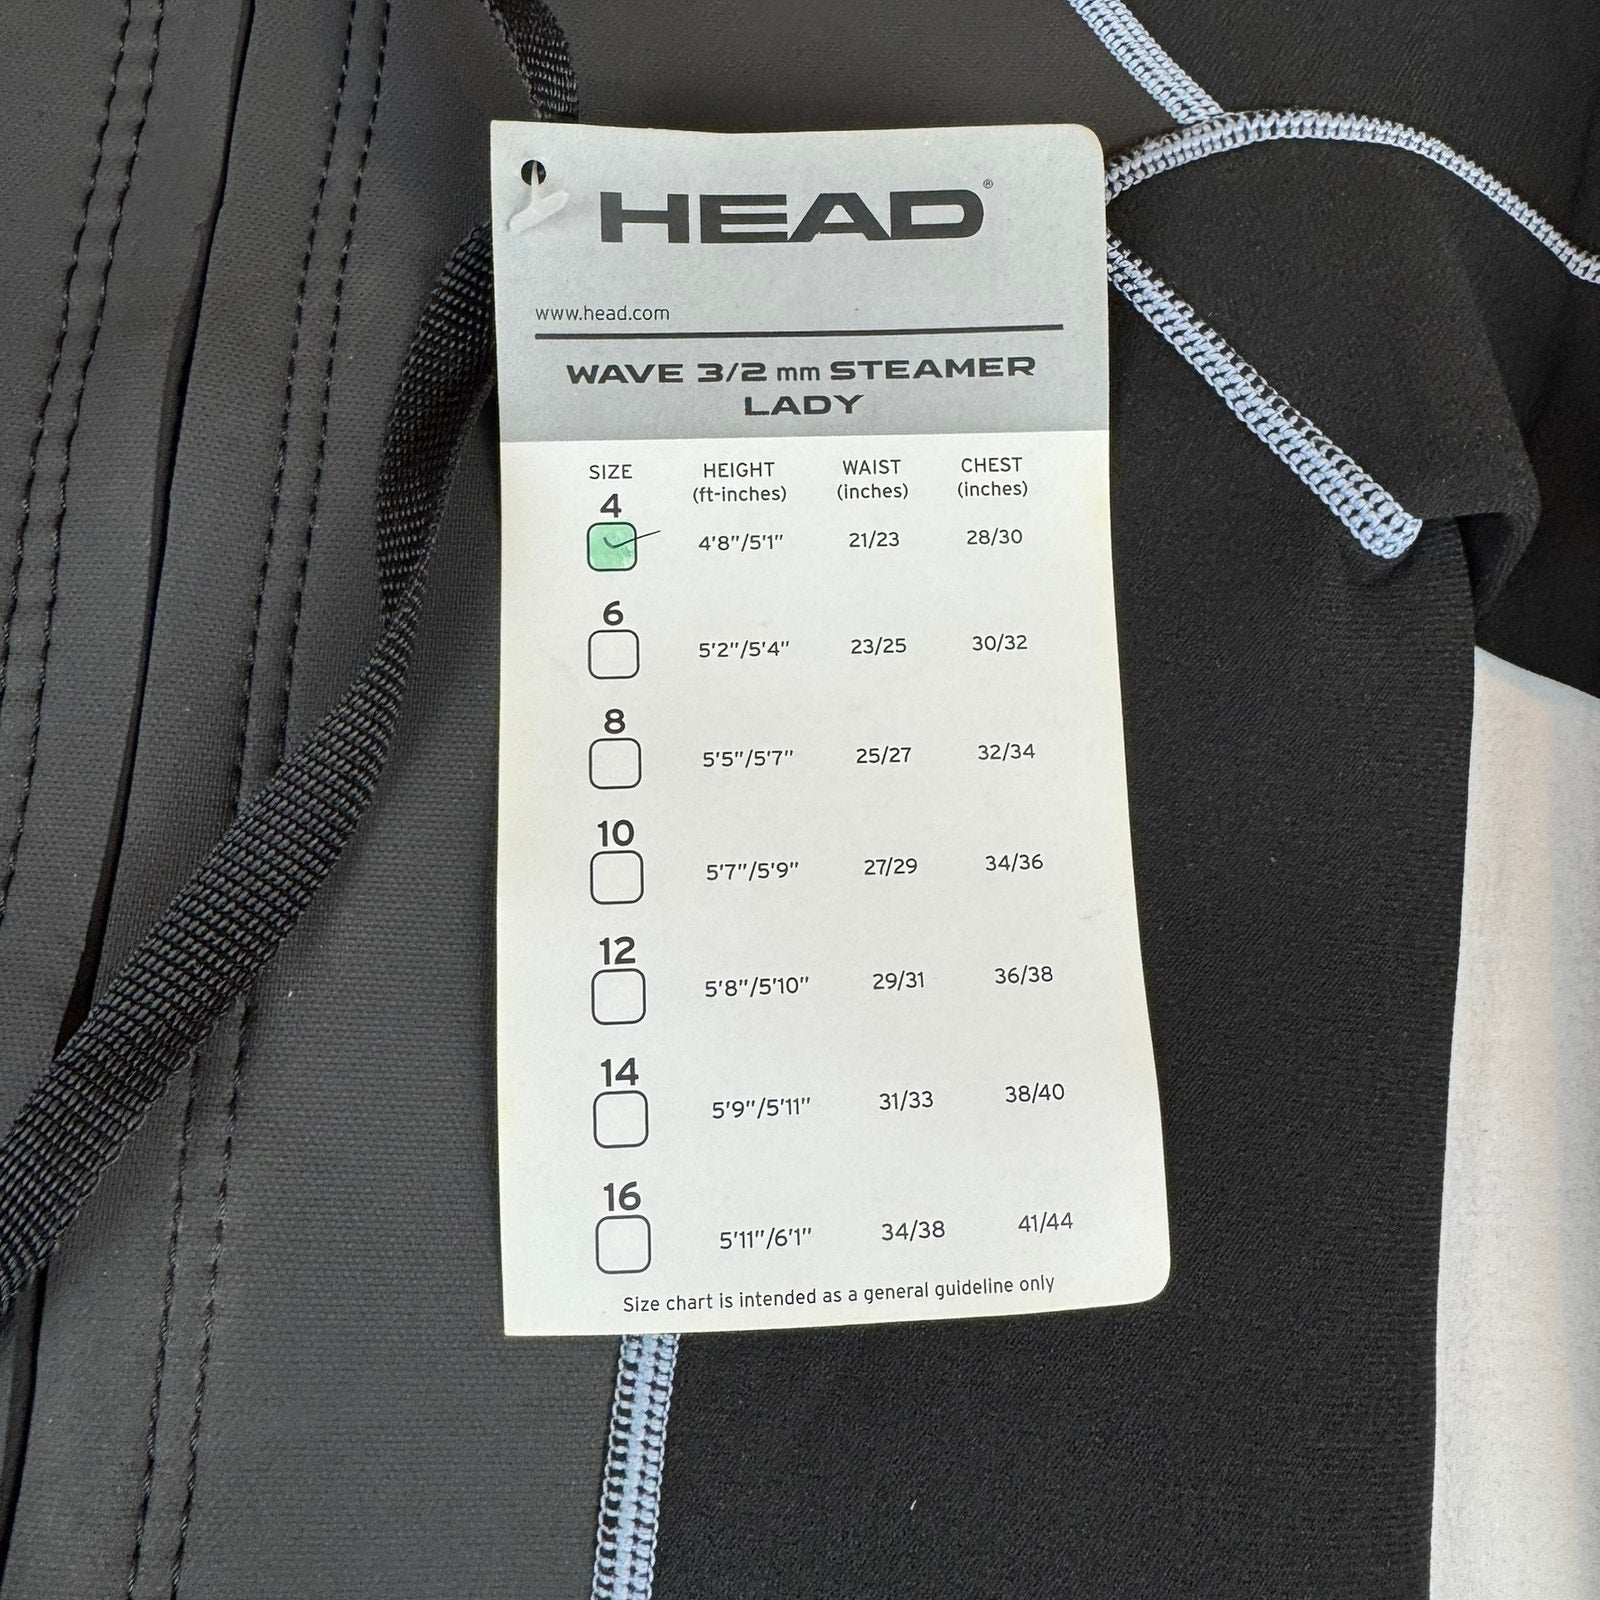 HEAD®
www.head.com
WAVE 3/2 mm STEAMER
LADY
SIZE HEIGHT WAIST CHEST
(ft-inches) (inches) (inches)
4
4'8"/5'1" 21/23 28/30
6
5'2"/5'4" 23/25 30/32
8
5'5"/5'7" 25/27 32/34
10
5'7"/5'9" 27/29 34/36
12
5'8"/5'10" 29/31 36/38
14
5'9"/5'11" 31/33 38/40
16
5'11"/6'1" 34/38 41/44
Size chart is intended as a general guideline only